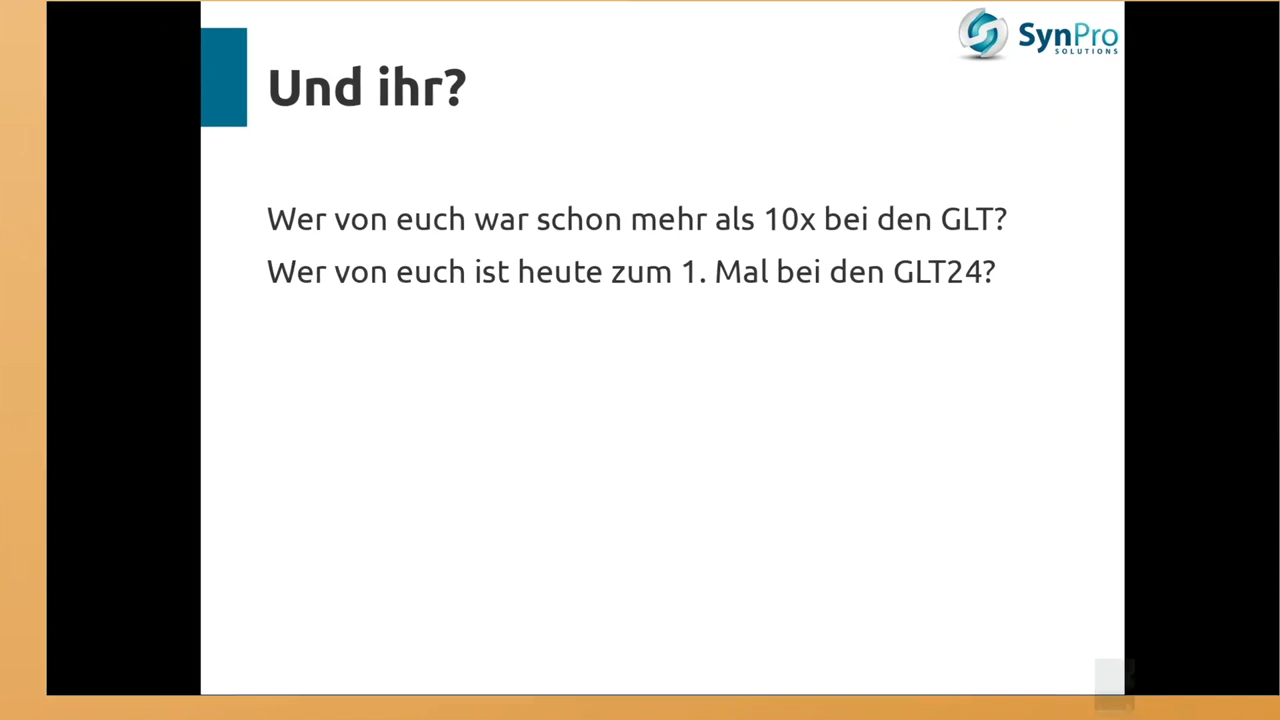 SynPro
SOLUTIONS
Und ihr?
Wer von euch war schon mehr als 10x bei den GLT?
Wer von euch ist heute zum 1. Mal bei den GLT24?